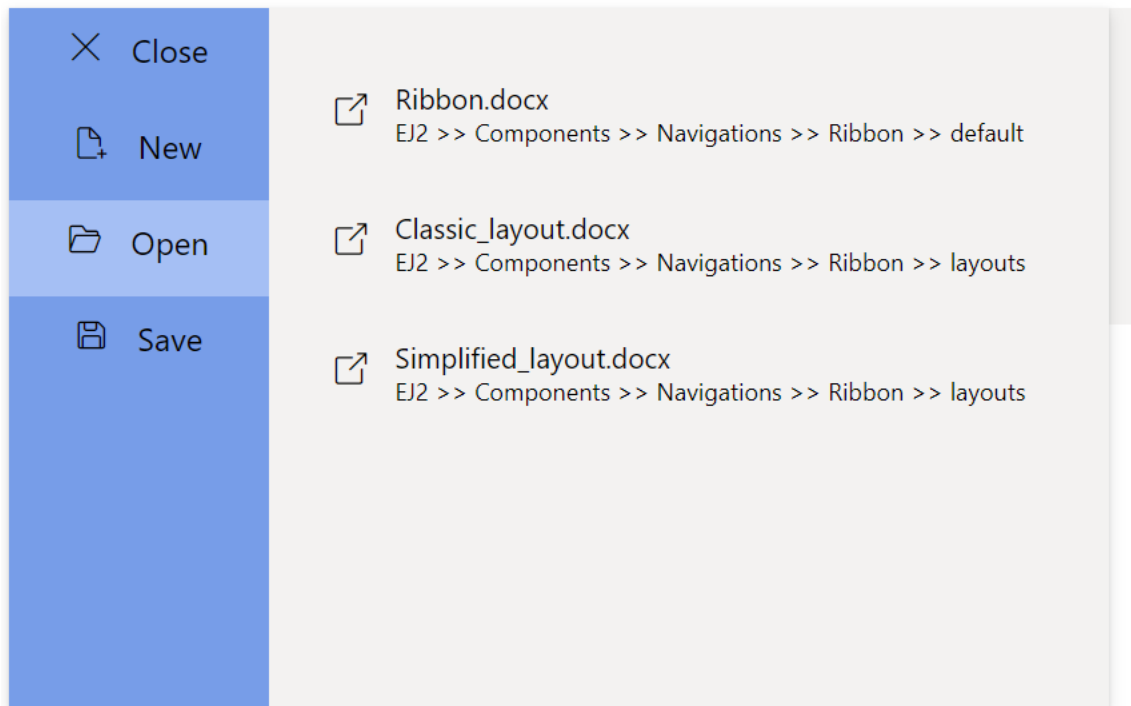 Close
New
Open
Save
Ribbon.docx
EJ2 >> Components >> Navigations >> Ribbon >> default
Classic_layout.docx
EJ2 >> Components >> Navigations >> Ribbon >> layouts
Simplified_layout.docx
EJ2 >> Components >> Navigations >> Ribbon >> layouts